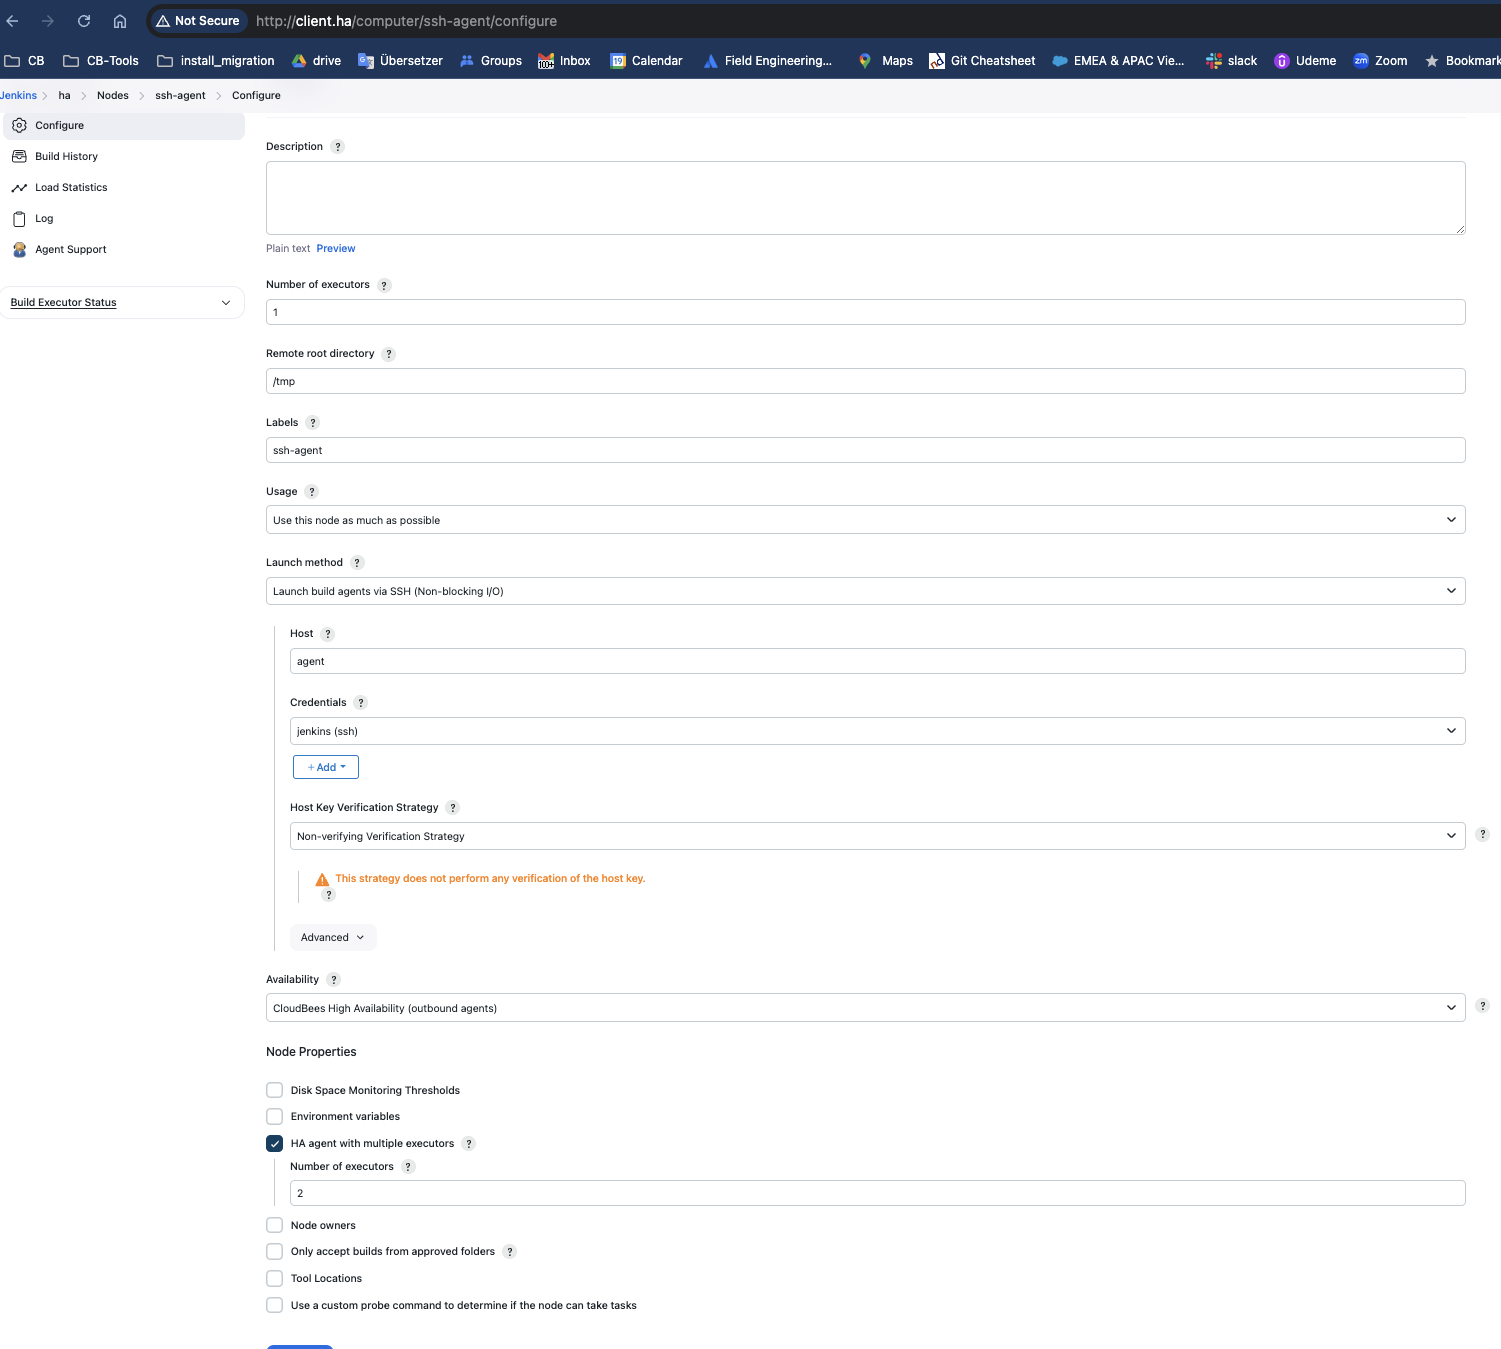 Not Secure http://client.ha/computer/ssh-agent/configure
CB CB-Tools install_migration drive Übersetzer Groups Inbox Calendar Field Engineering... Maps Git Cheatsheet EMEA & APAC Vie... slack Udeme Zoom Bookmark
Jenkins ha Nodes ssh-agent Configure
Configure
Build History
Load Statistics
Log
Agent Support
Build Executor Status
Description ?
Plain text Preview
Number of executors ?
1
Remote root directory ?
/tmp
Labels ?
ssh-agent
Usage ?
Use this node as much as possible
Launch method ?
Launch build agents via SSH (Non-blocking I/O)
Host ?
agent
Credentials ?
jenkins (ssh)
+ Add
Host Key Verification Strategy ?
Non-verifying Verification Strategy ?
This strategy does not perform any verification of the host key.
?
Advanced
Availability ?
CloudBees High Availability (outbound agents) ?
Node Properties
Disk Space Monitoring Thresholds
Environment variables
HA agent with multiple executors ?
Number of executors ?
2
Node owners
Only accept builds from approved folders ?
Tool Locations
Use a custom probe command to determine if the node can take tasks